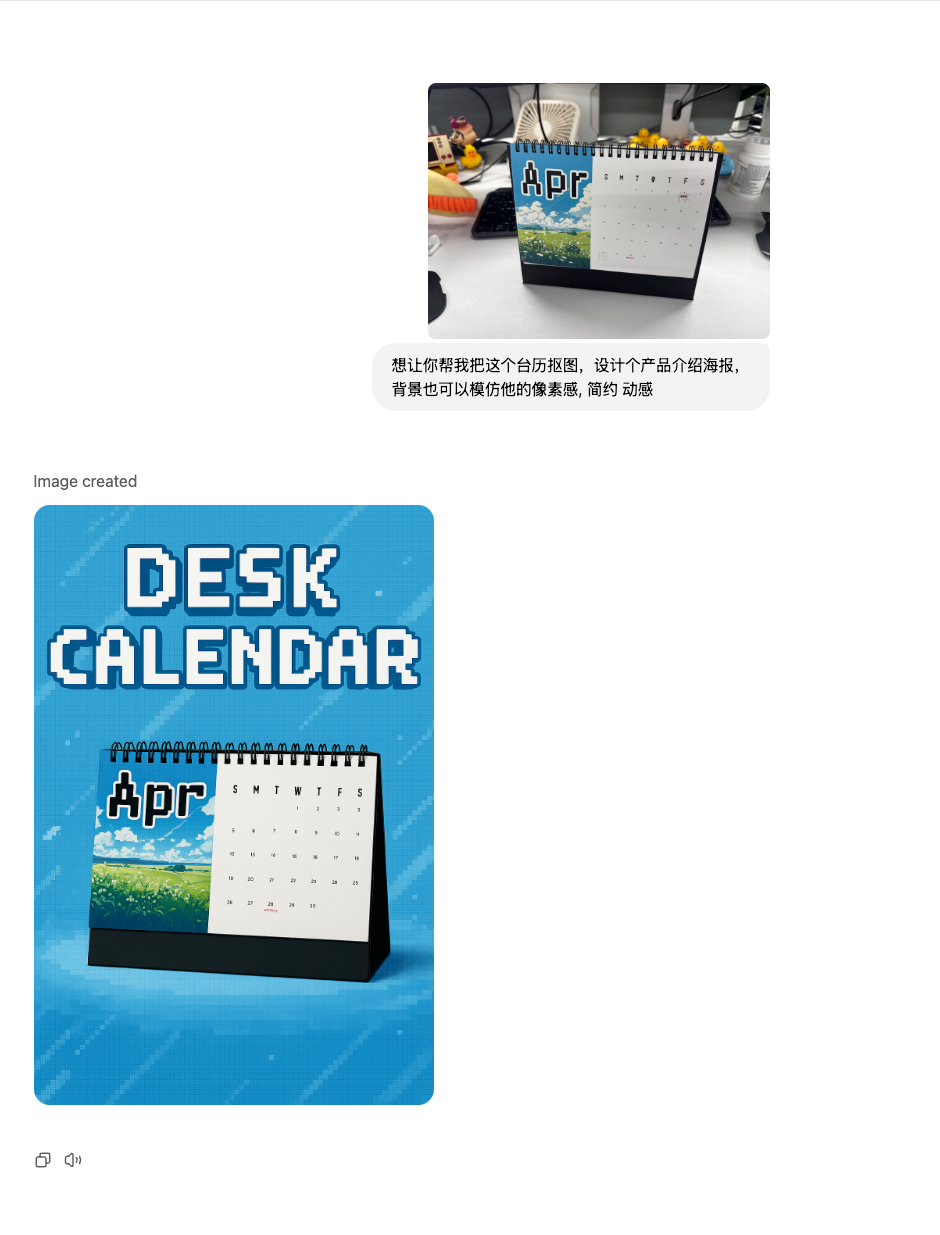 Apr
S M T W T F S
想让你帮我把这个台历抠图，设计个产品介绍海报，
背景也可以模仿他的像素感, 简约 动感
Image created
DESK
CALENDAR
Apr
S M T W T F S
1 2 3 3
5 6 7 8 9 10 11
12 13 14 15 16 17 18
19 20 21 22 23 24 25
26 27 28 29 30